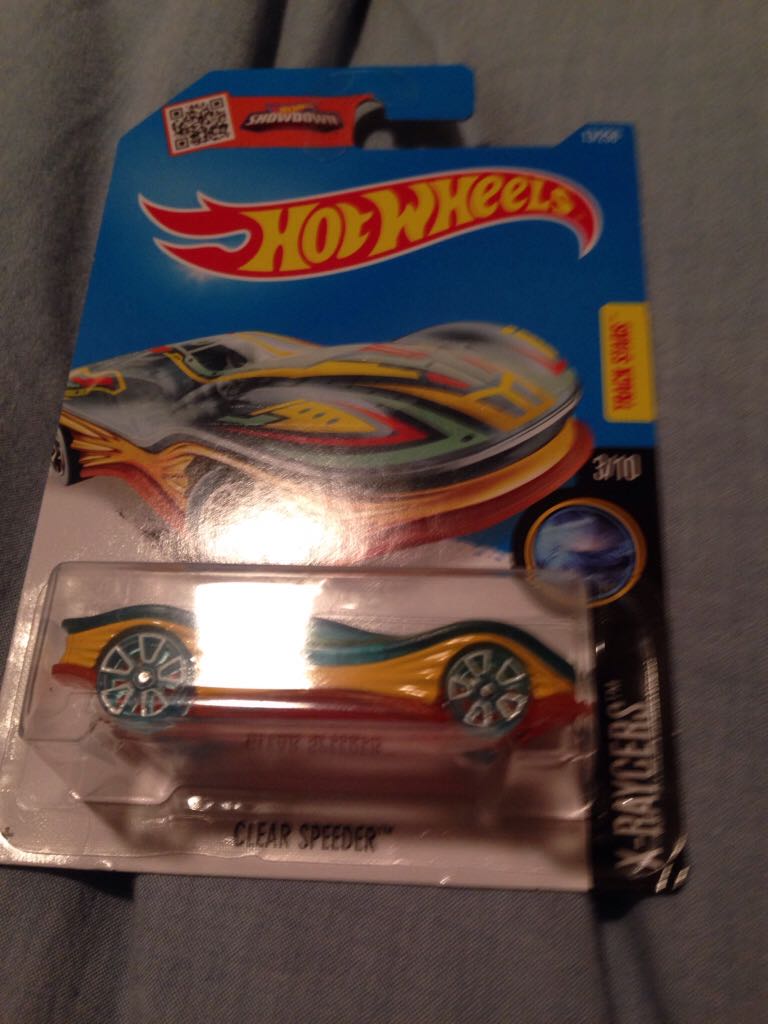 SHOWDOWN
HOT WHEELS
TRACK STARS
3/10
X-RAYCERS™
CLEAR SPEEDER™